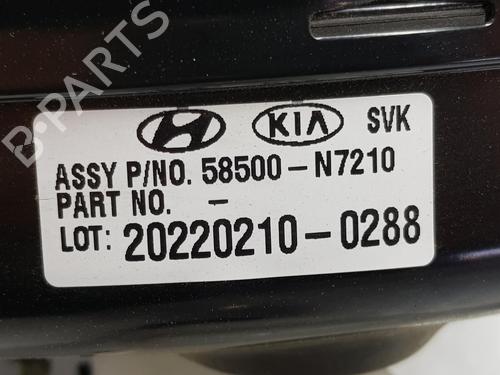 KIA SVK
ASSY P/NO. 58500-N7210
PART NO. -
LOT: 20220210-0288
B-PARTS